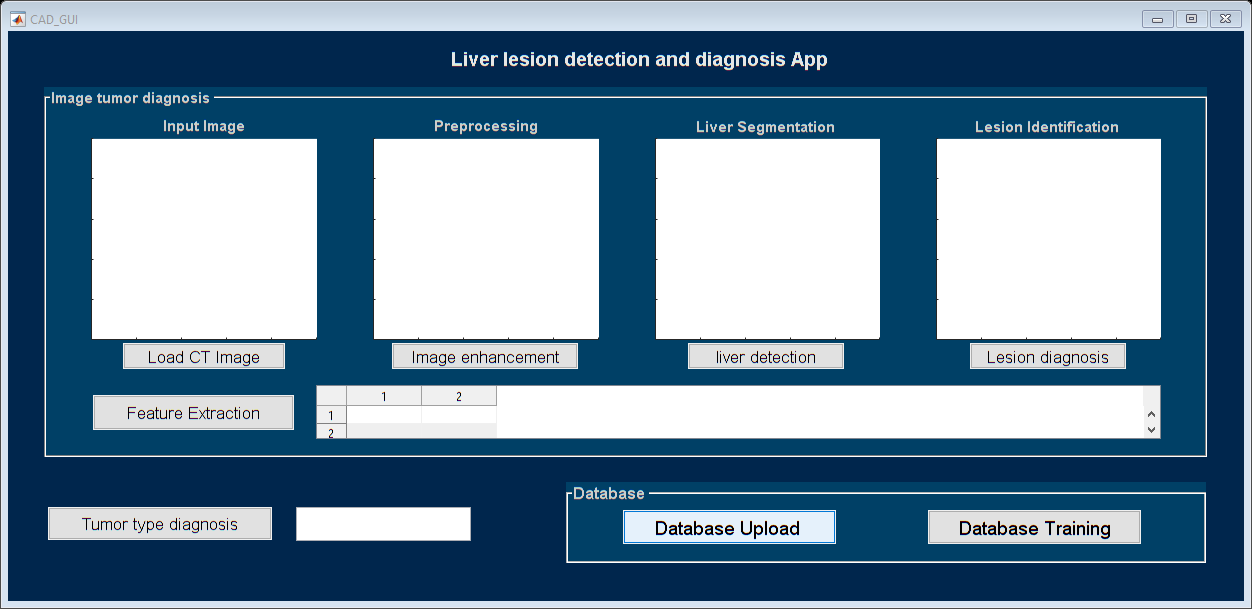 CAD_GUI
Liver lesion detection and diagnosis App
Image tumor diagnosis
Input Image
Preprocessing
Liver Segmentation
Lesion Identification
Load CT Image
Image enhancement
liver detection
Lesion diagnosis
Feature Extraction
1 2
1
2
Database
Tumor type diagnosis
Database Upload
Database Training